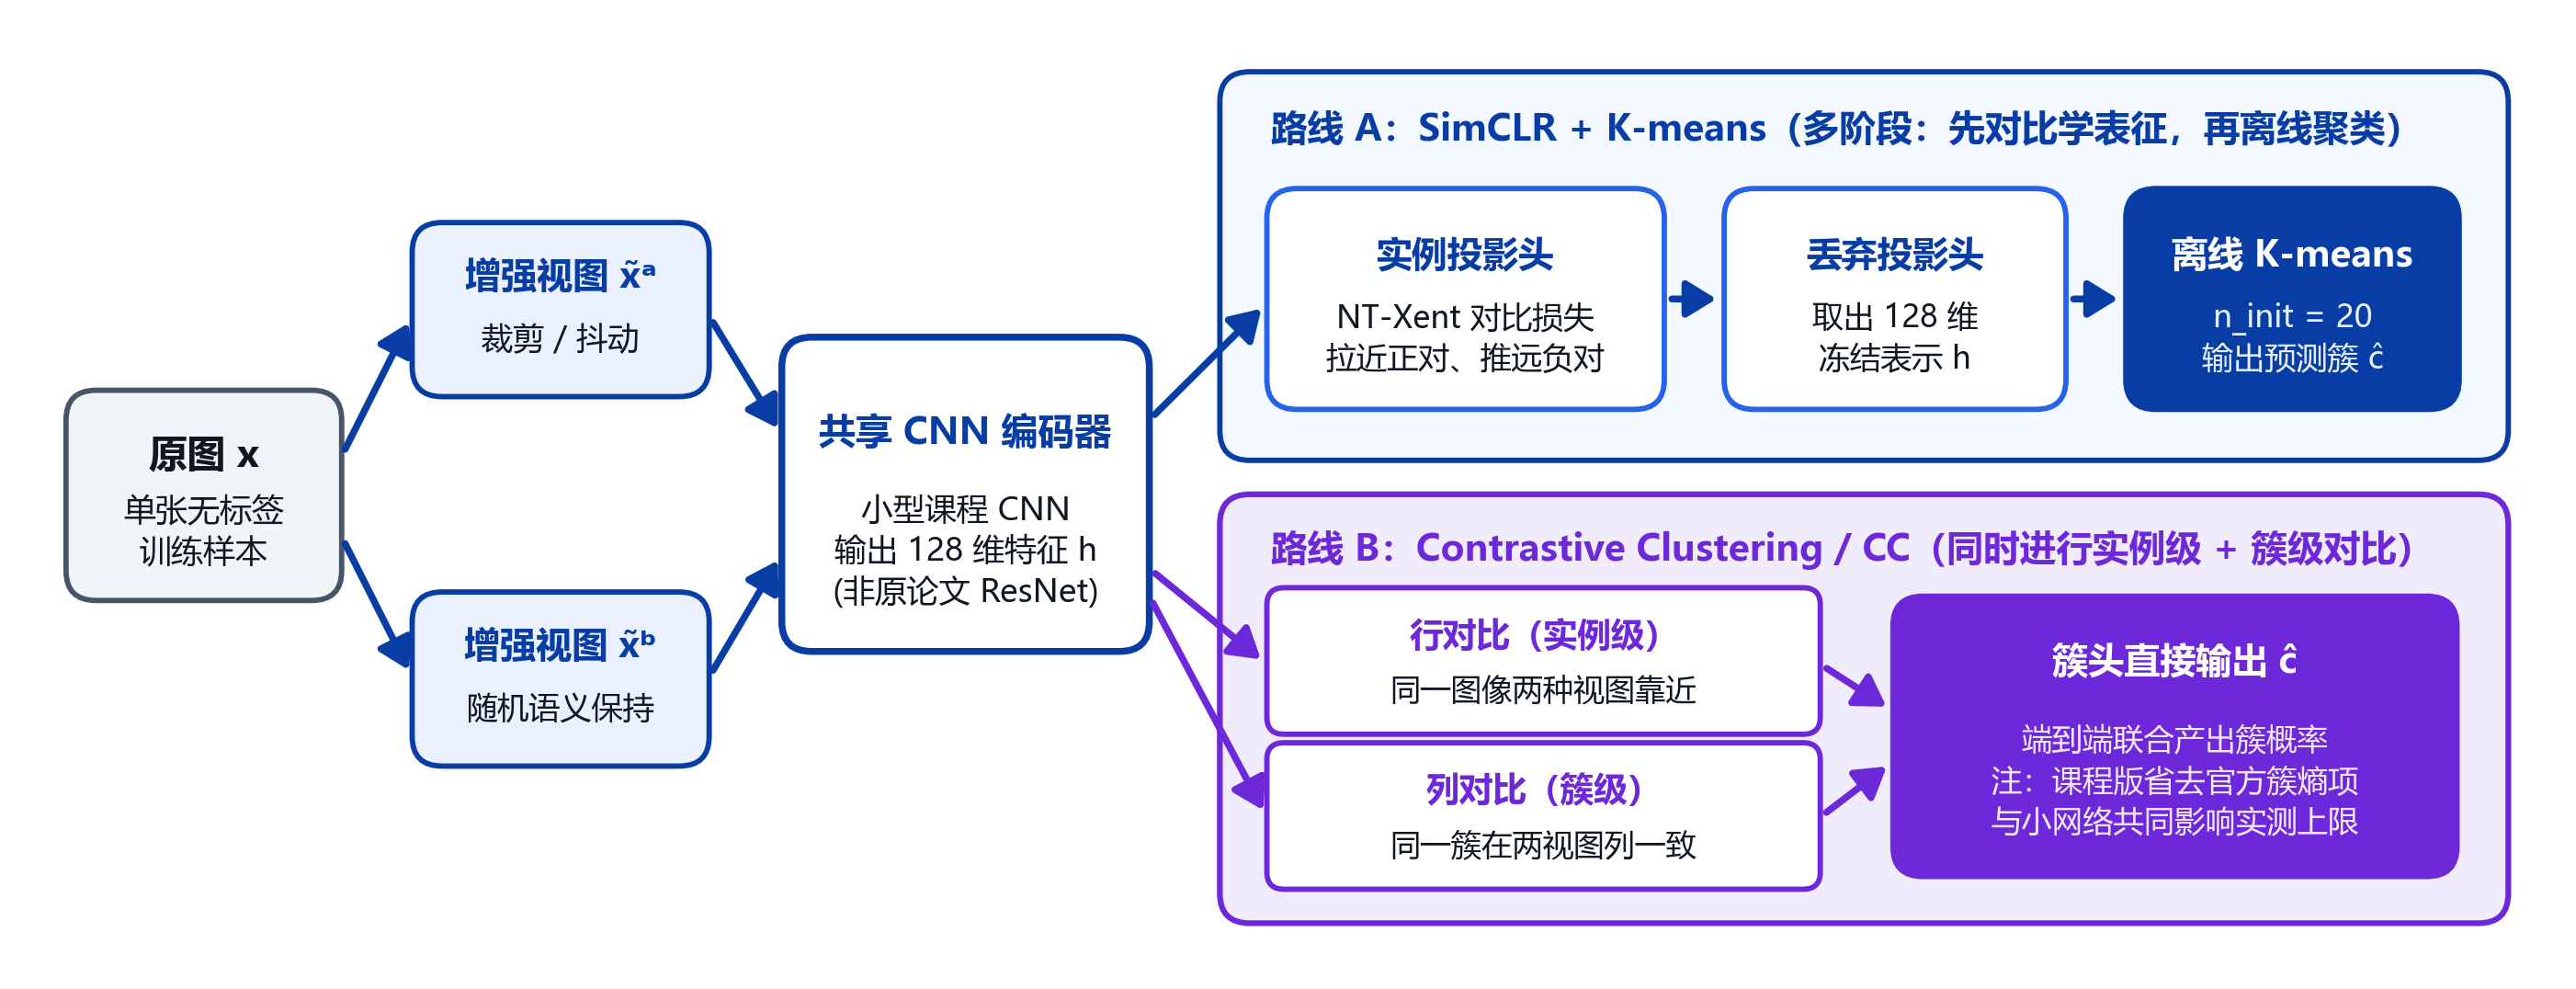 原图 x
单张无标签
训练样本
增强视图 x̃ᵃ
裁剪 / 抖动
增强视图 x̃ᵇ
随机语义保持
共享 CNN 编码器
小型课程 CNN
输出 128 维特征 h
(非原论文 ResNet)
路线 A：SimCLR + K-means（多阶段：先对比学表征，再离线聚类）
实例投影头
NT-Xent 对比损失
拉近正对、推远负对
丢弃投影头
取出 128 维
冻结表示 h
离线 K-means
n_init = 20
输出预测簇 ĉ
路线 B：Contrastive Clustering / CC（同时进行实例级 + 簇级对比）
行对比（实例级）
同一图像两种视图靠近
列对比（簇级）
同一簇在两视图列一致
簇头直接输出 ĉ
端到端联合产出簇概率
注：课程版省去官方簇熵项
与小网络共同影响实测上限